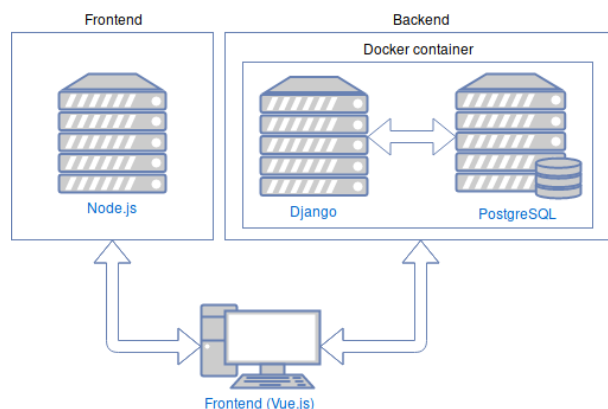 Frontend
Backend
Docker container
Node.js
Django
PostgreSQL
Frontend (Vue.js)